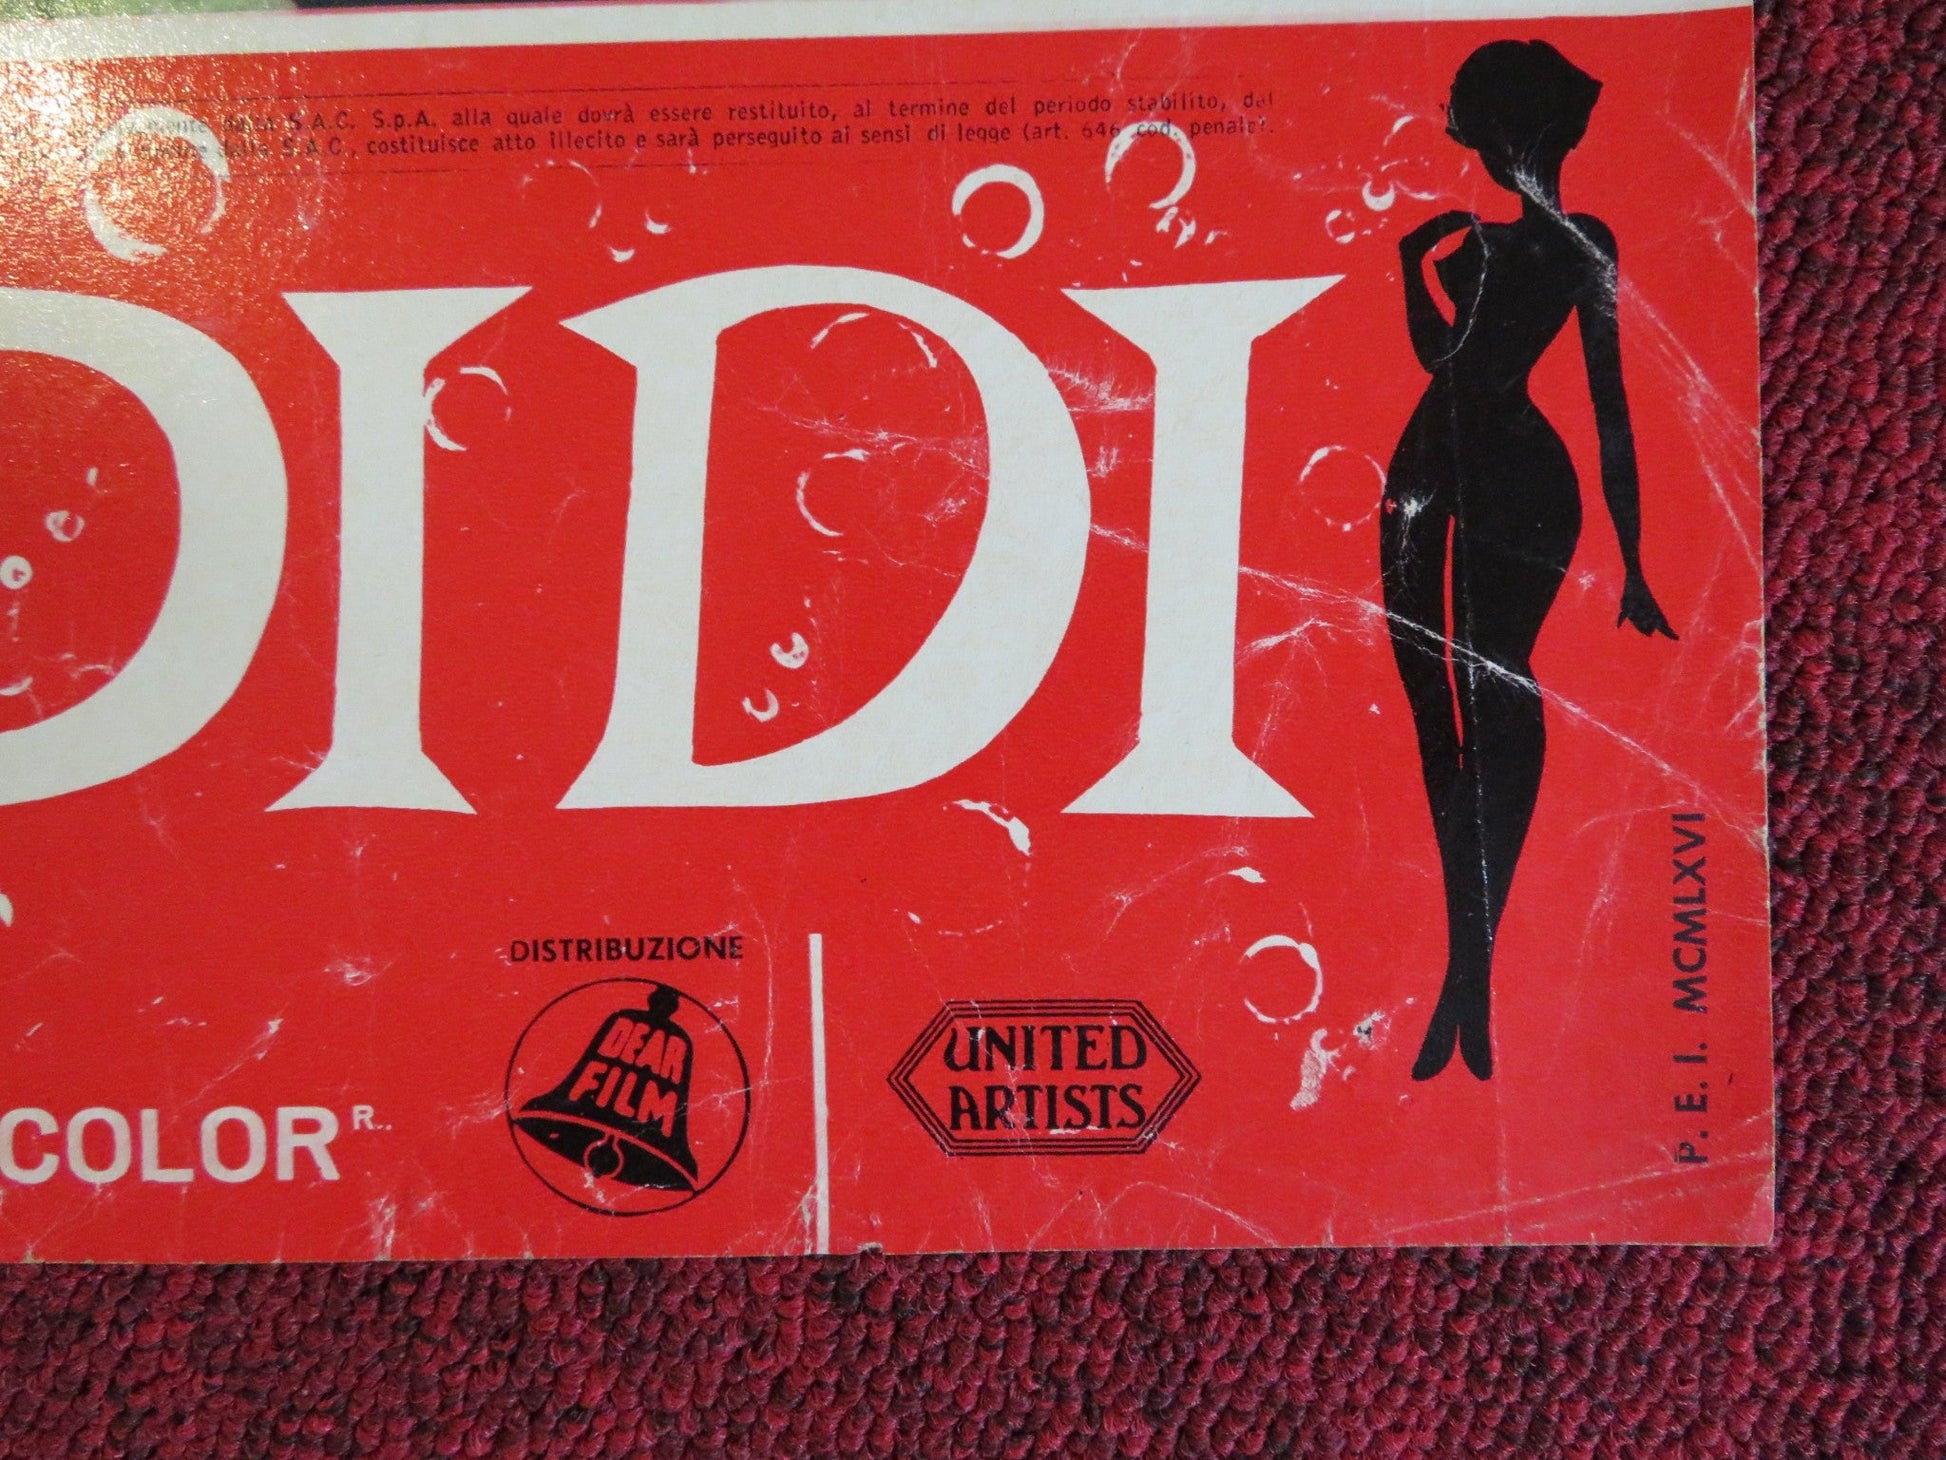 S.A.C. S.p.A. alla quale dovrà essere restituito, al termine del periodo stabilito, del
dalla S.A.C., costituisce atto illecito e sarà perseguito ai sensi di legge (art. 646 cod. penale).
DIDI
DISTRIBUZIONE
DEAR
FILM
UNITED
ARTISTS
COLOR R.
P. E. I. MCMLXVI